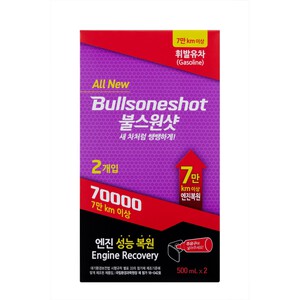 7만 km 이상
휘발유차
(Gasoline)
All New
Bullsoneshot
불스원샷
새 차처럼 쌩쌩하게!
2개입
70000
7만 km 이상
7만
km 이상
엔진복원
엔진 성능 복원
Engine Recovery
500 mL x 2